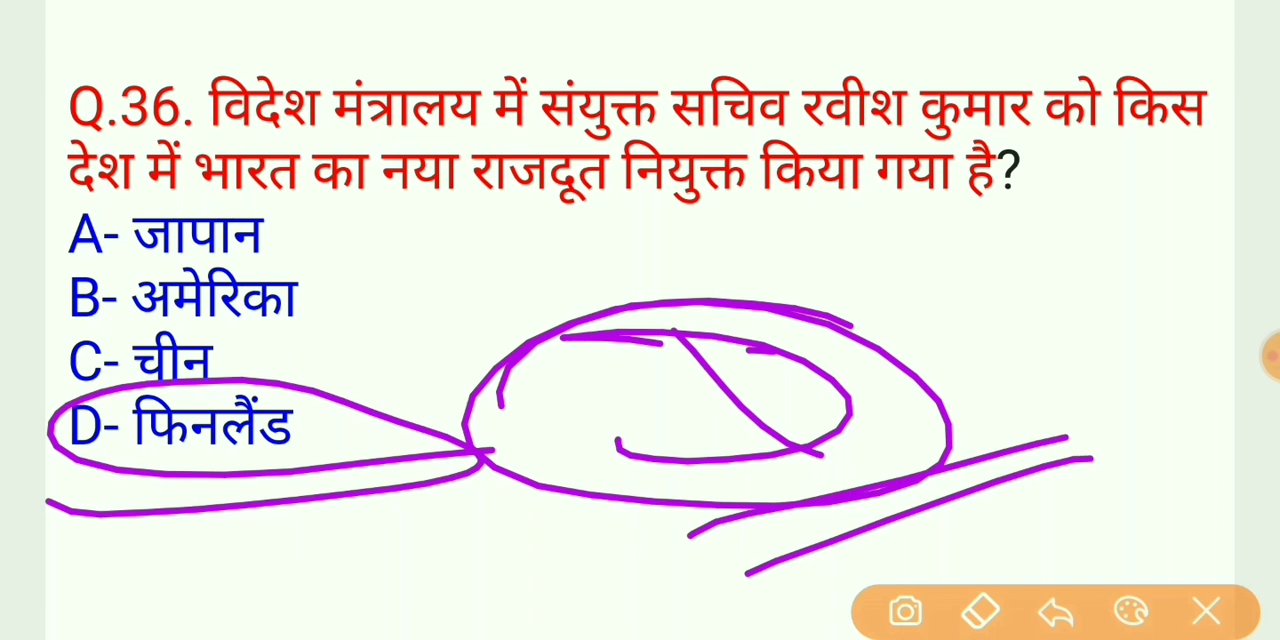 Q.36. विदेश मंत्रालय में संयुक्त सचिव रवीश कुमार को किस
देश में भारत का नया राजदूत नियुक्त किया गया है?
A- जापान
B- अमेरिका
C- चीन
D- फिनलैंड